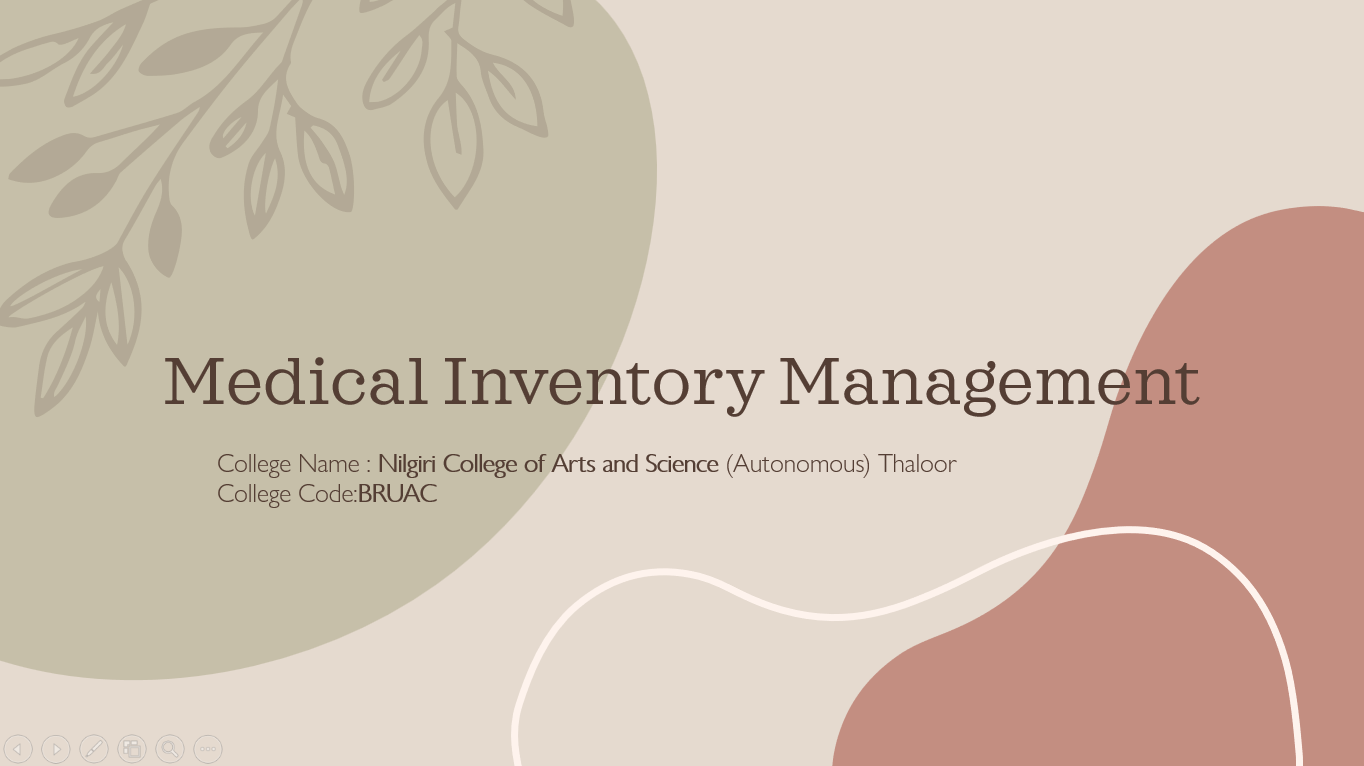 Medical Inventory Management
College Name : Nilgiri College of Arts and Science (Autonomous) Thaloor
College Code:BRUAC